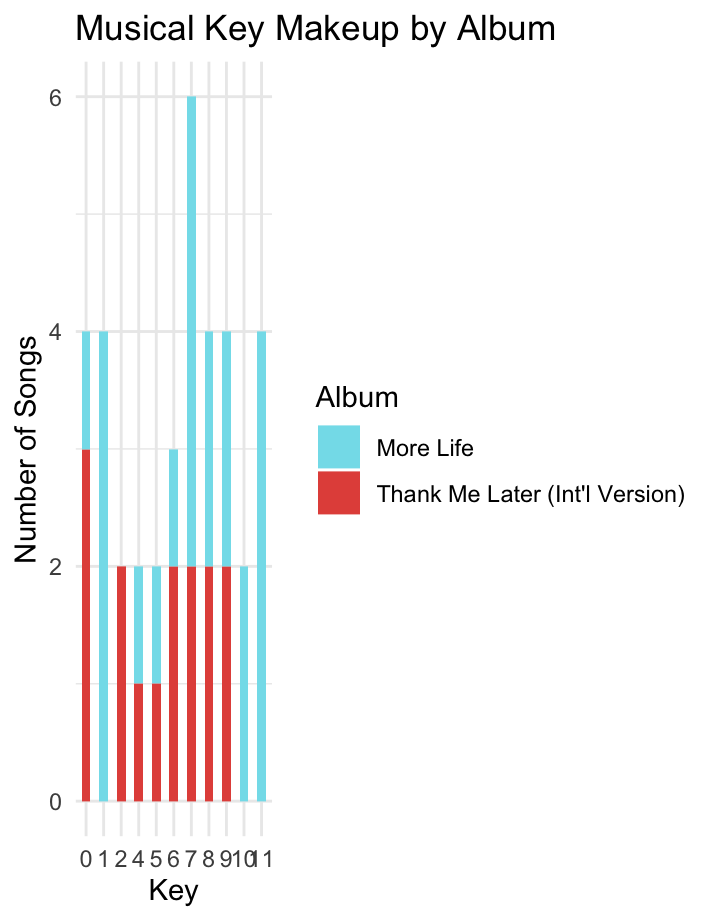 Musical Key Makeup by Album
6
4
2
0
Number of Songs
0 1 2 4 5 6 7 8 9 10 11
Key
Album
More Life
Thank Me Later (Int'l Version)